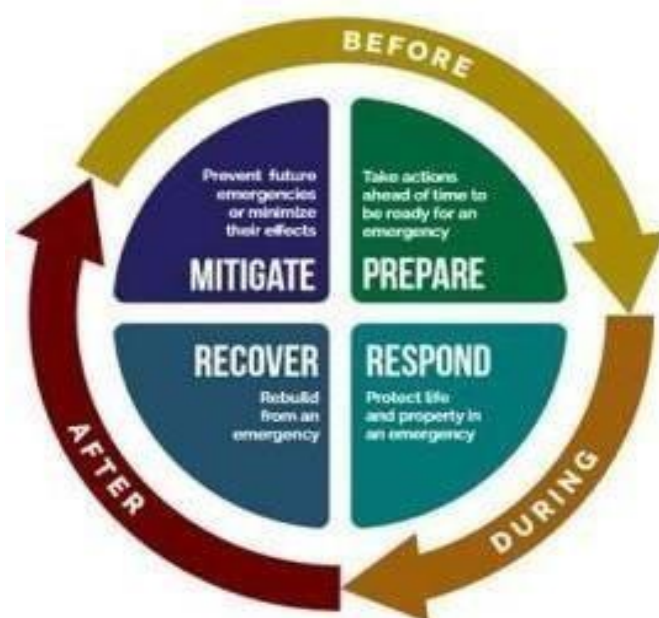 BEFORE
Prevent future
emergencies
or minimize
their effects
MITIGATE
Take actions
ahead of time to
be ready for an
emergency
PREPARE
RECOVER
Rebuild
from an
emergency
RESPOND
Protect life
and property in
an emergency
AFTER
DURING